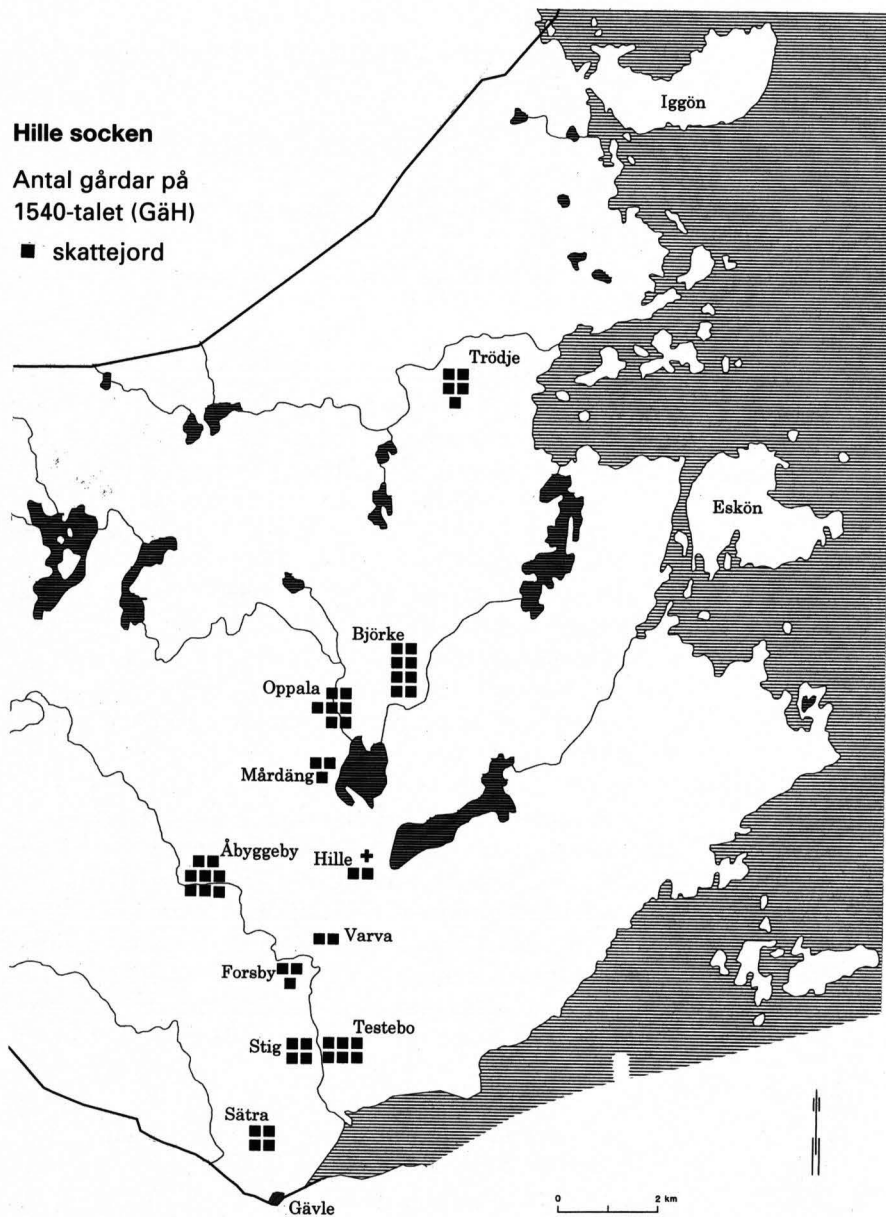 Hille socken
Antal gårdar på
1540-talet (GäH)
■ skattejord
Iggön
Trödje
Eskön
Björke
Oppala
Mårdäng
Åbyggeby
Hille
Varva
Forsby
Testebo
Stig
Sätra
Gävle
0 2 km